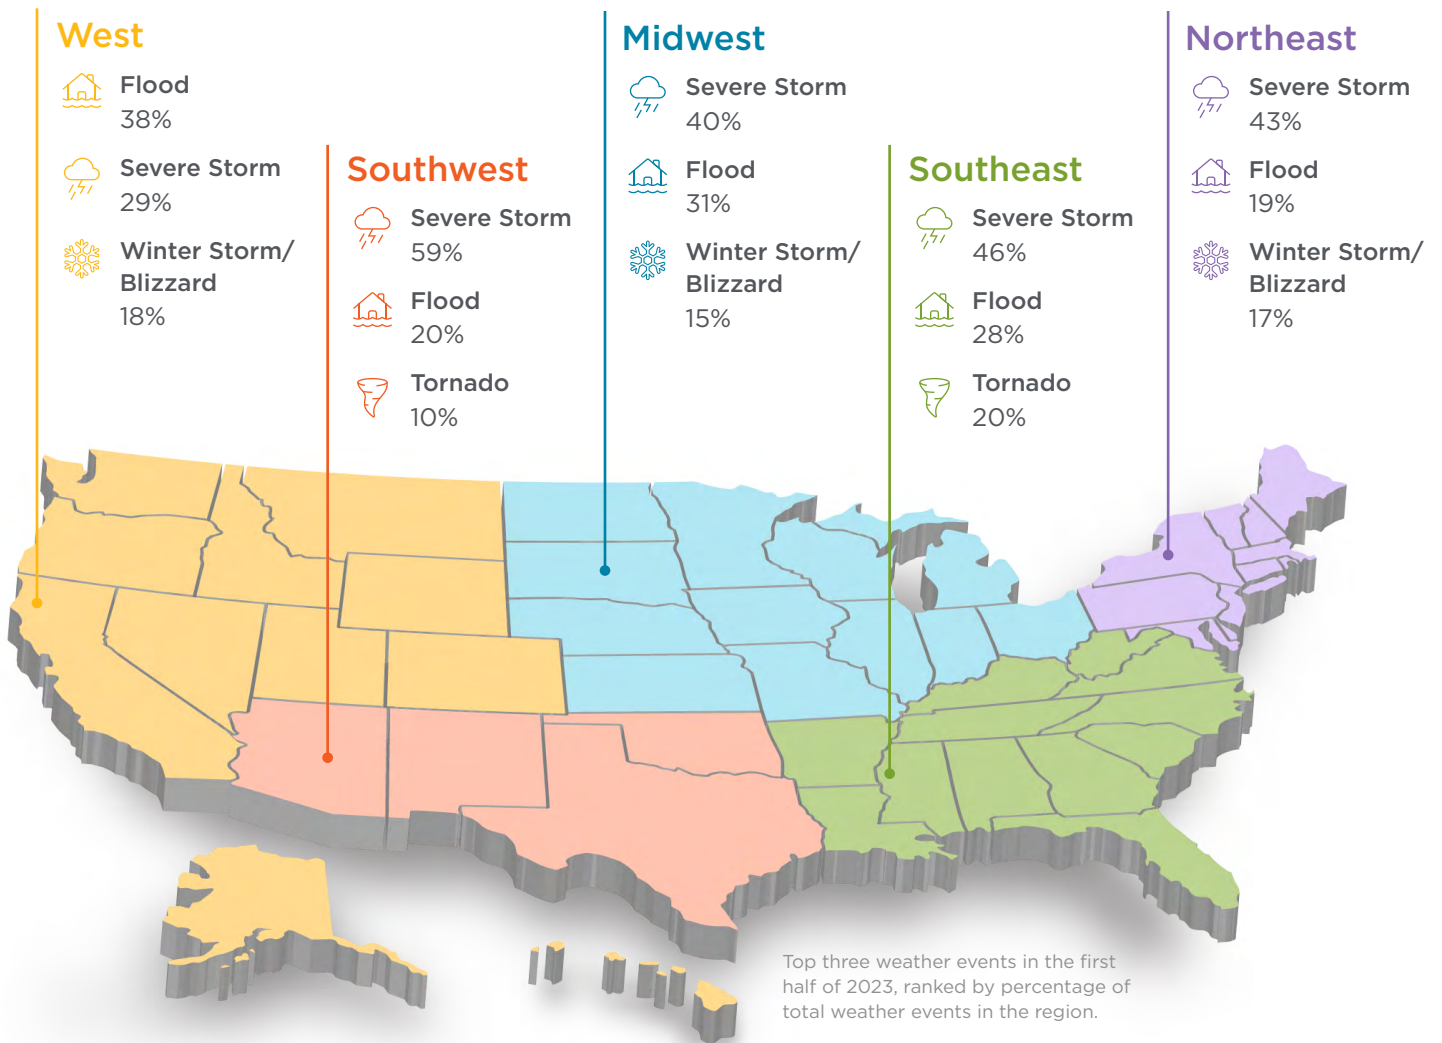 West
Flood
38%
Severe Storm
29%
Winter Storm/
Blizzard
18%
Southwest
Severe Storm
59%
Flood
20%
Tornado
10%
Midwest
Severe Storm
40%
Flood
31%
Winter Storm/
Blizzard
15%
Southeast
Severe Storm
46%
Flood
28%
Tornado
20%
Northeast
Severe Storm
43%
Flood
19%
Winter Storm/
Blizzard
17%
Top three weather events in the first
half of 2023, ranked by percentage of
total weather events in the region.